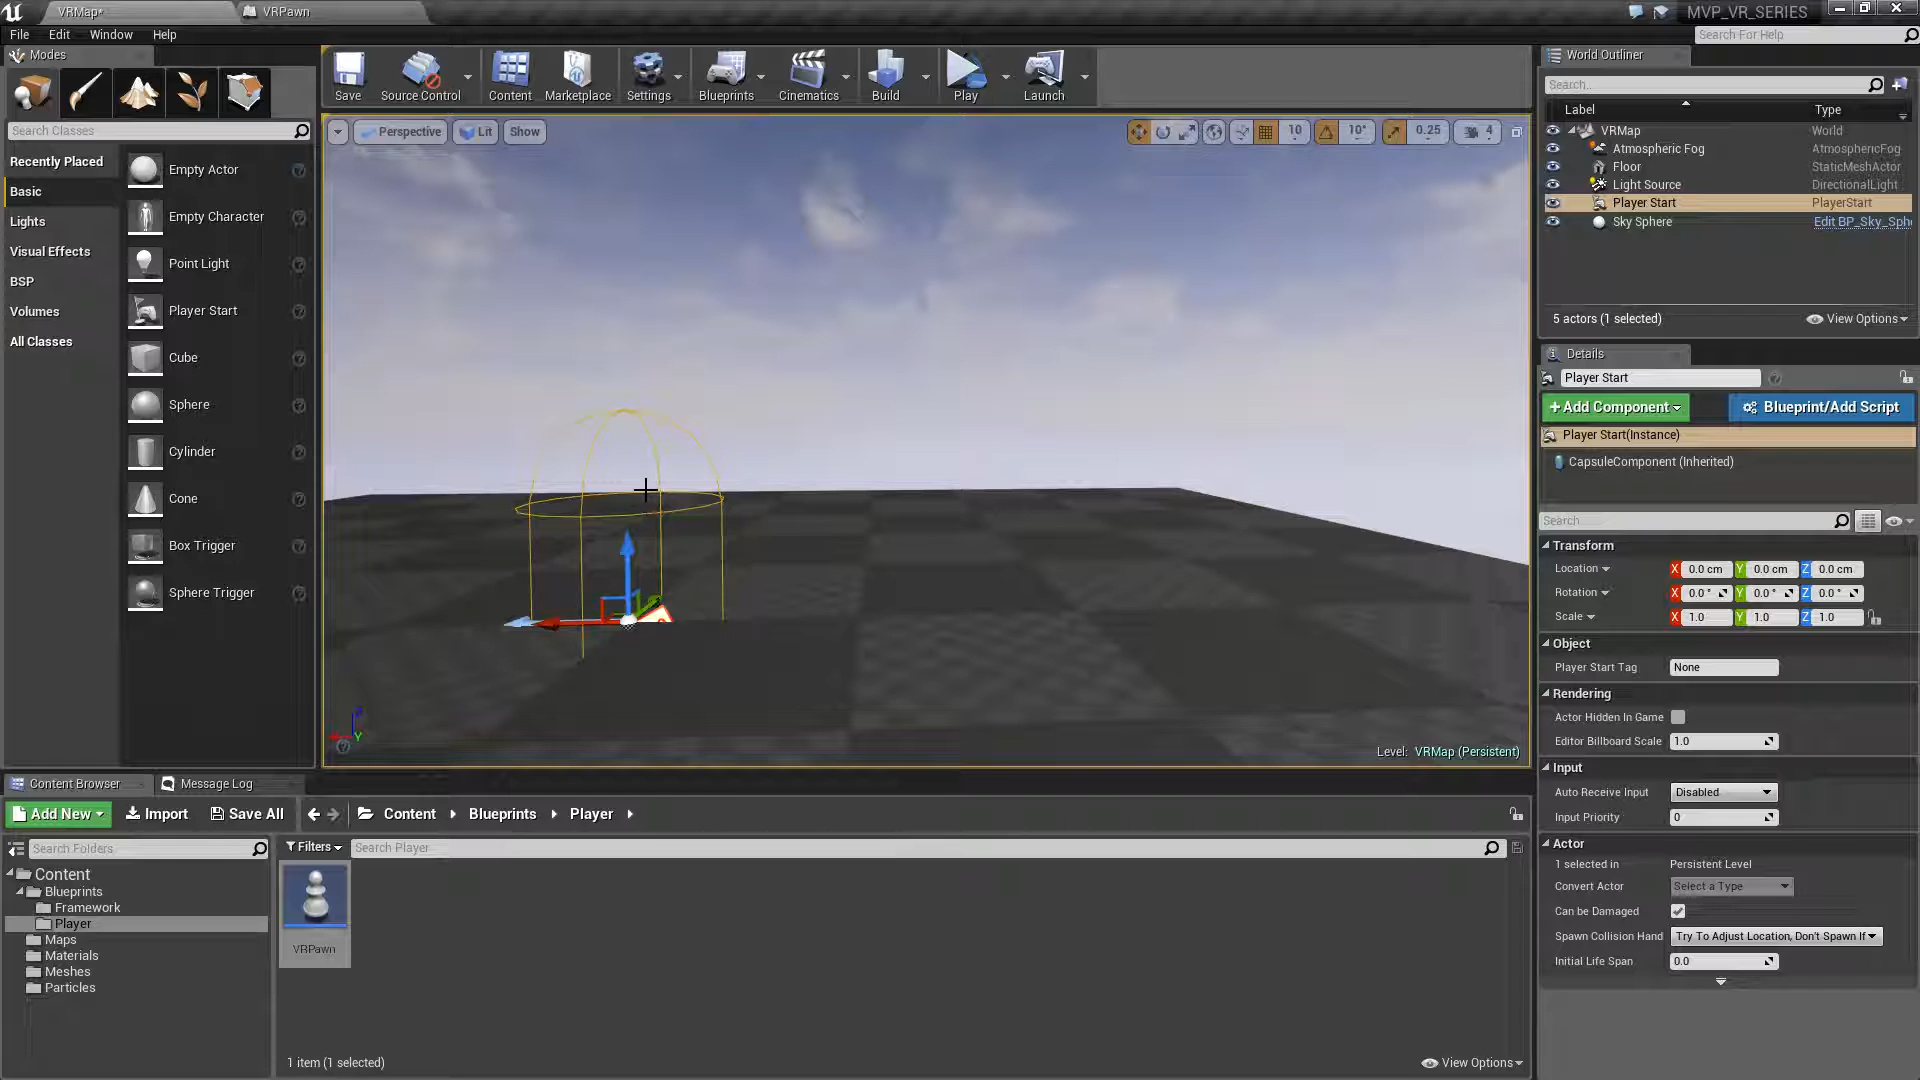 VRMap*
VRPawn
MVP_VR_SERIES
File Edit Window Help
Search For Help
Modes
Search Classes
Recently Placed
Basic
Lights
Visual Effects
BSP
Volumes
All Classes
Empty Actor
Empty Character
Point Light
Player Start
Cube
Sphere
Cylinder
Cone
Box Trigger
Sphere Trigger
Save
Source Control
Content
Marketplace
Settings
Blueprints
Cinematics
Build
Play
Launch
Perspective Lit Show
10 10° 0.25 4
Level: VRMap (Persistent)
World Outliner
Search...
Label Type
VRMap World
Atmospheric Fog AtmosphericFog
Floor StaticMeshActor
Light Source DirectionalLight
Player Start PlayerStart
Sky Sphere Edit BP_Sky_Sph
5 actors (1 selected) View Options
Details
Player Start
+Add Component Blueprint/Add Script
Player Start(Instance)
CapsuleComponent (Inherited)
Search
Transform
Location X 0.0 cm Y 0.0 cm Z 0.0 cm
Rotation X 0.0 ° Y 0.0 ° Z 0.0 °
Scale X 1.0 Y 1.0 Z 1.0
Object
Player Start Tag None
Rendering
Actor Hidden In Game
Editor Billboard Scale 1.0
Input
Auto Receive Input Disabled
Input Priority 0
Actor
1 selected in Persistent Level
Convert Actor Select a Type
Can be Damaged
Spawn Collision Hand Try To Adjust Location, Don't Spawn If
Initial Life Span 0.0
Content Browser Message Log
Add New Import Save All Content Blueprints Player
Search Folders
Filters Search Player
Content
Blueprints
Framework
Player
Maps
Materials
Meshes
Particles
VRPawn
1 item (1 selected) View Options